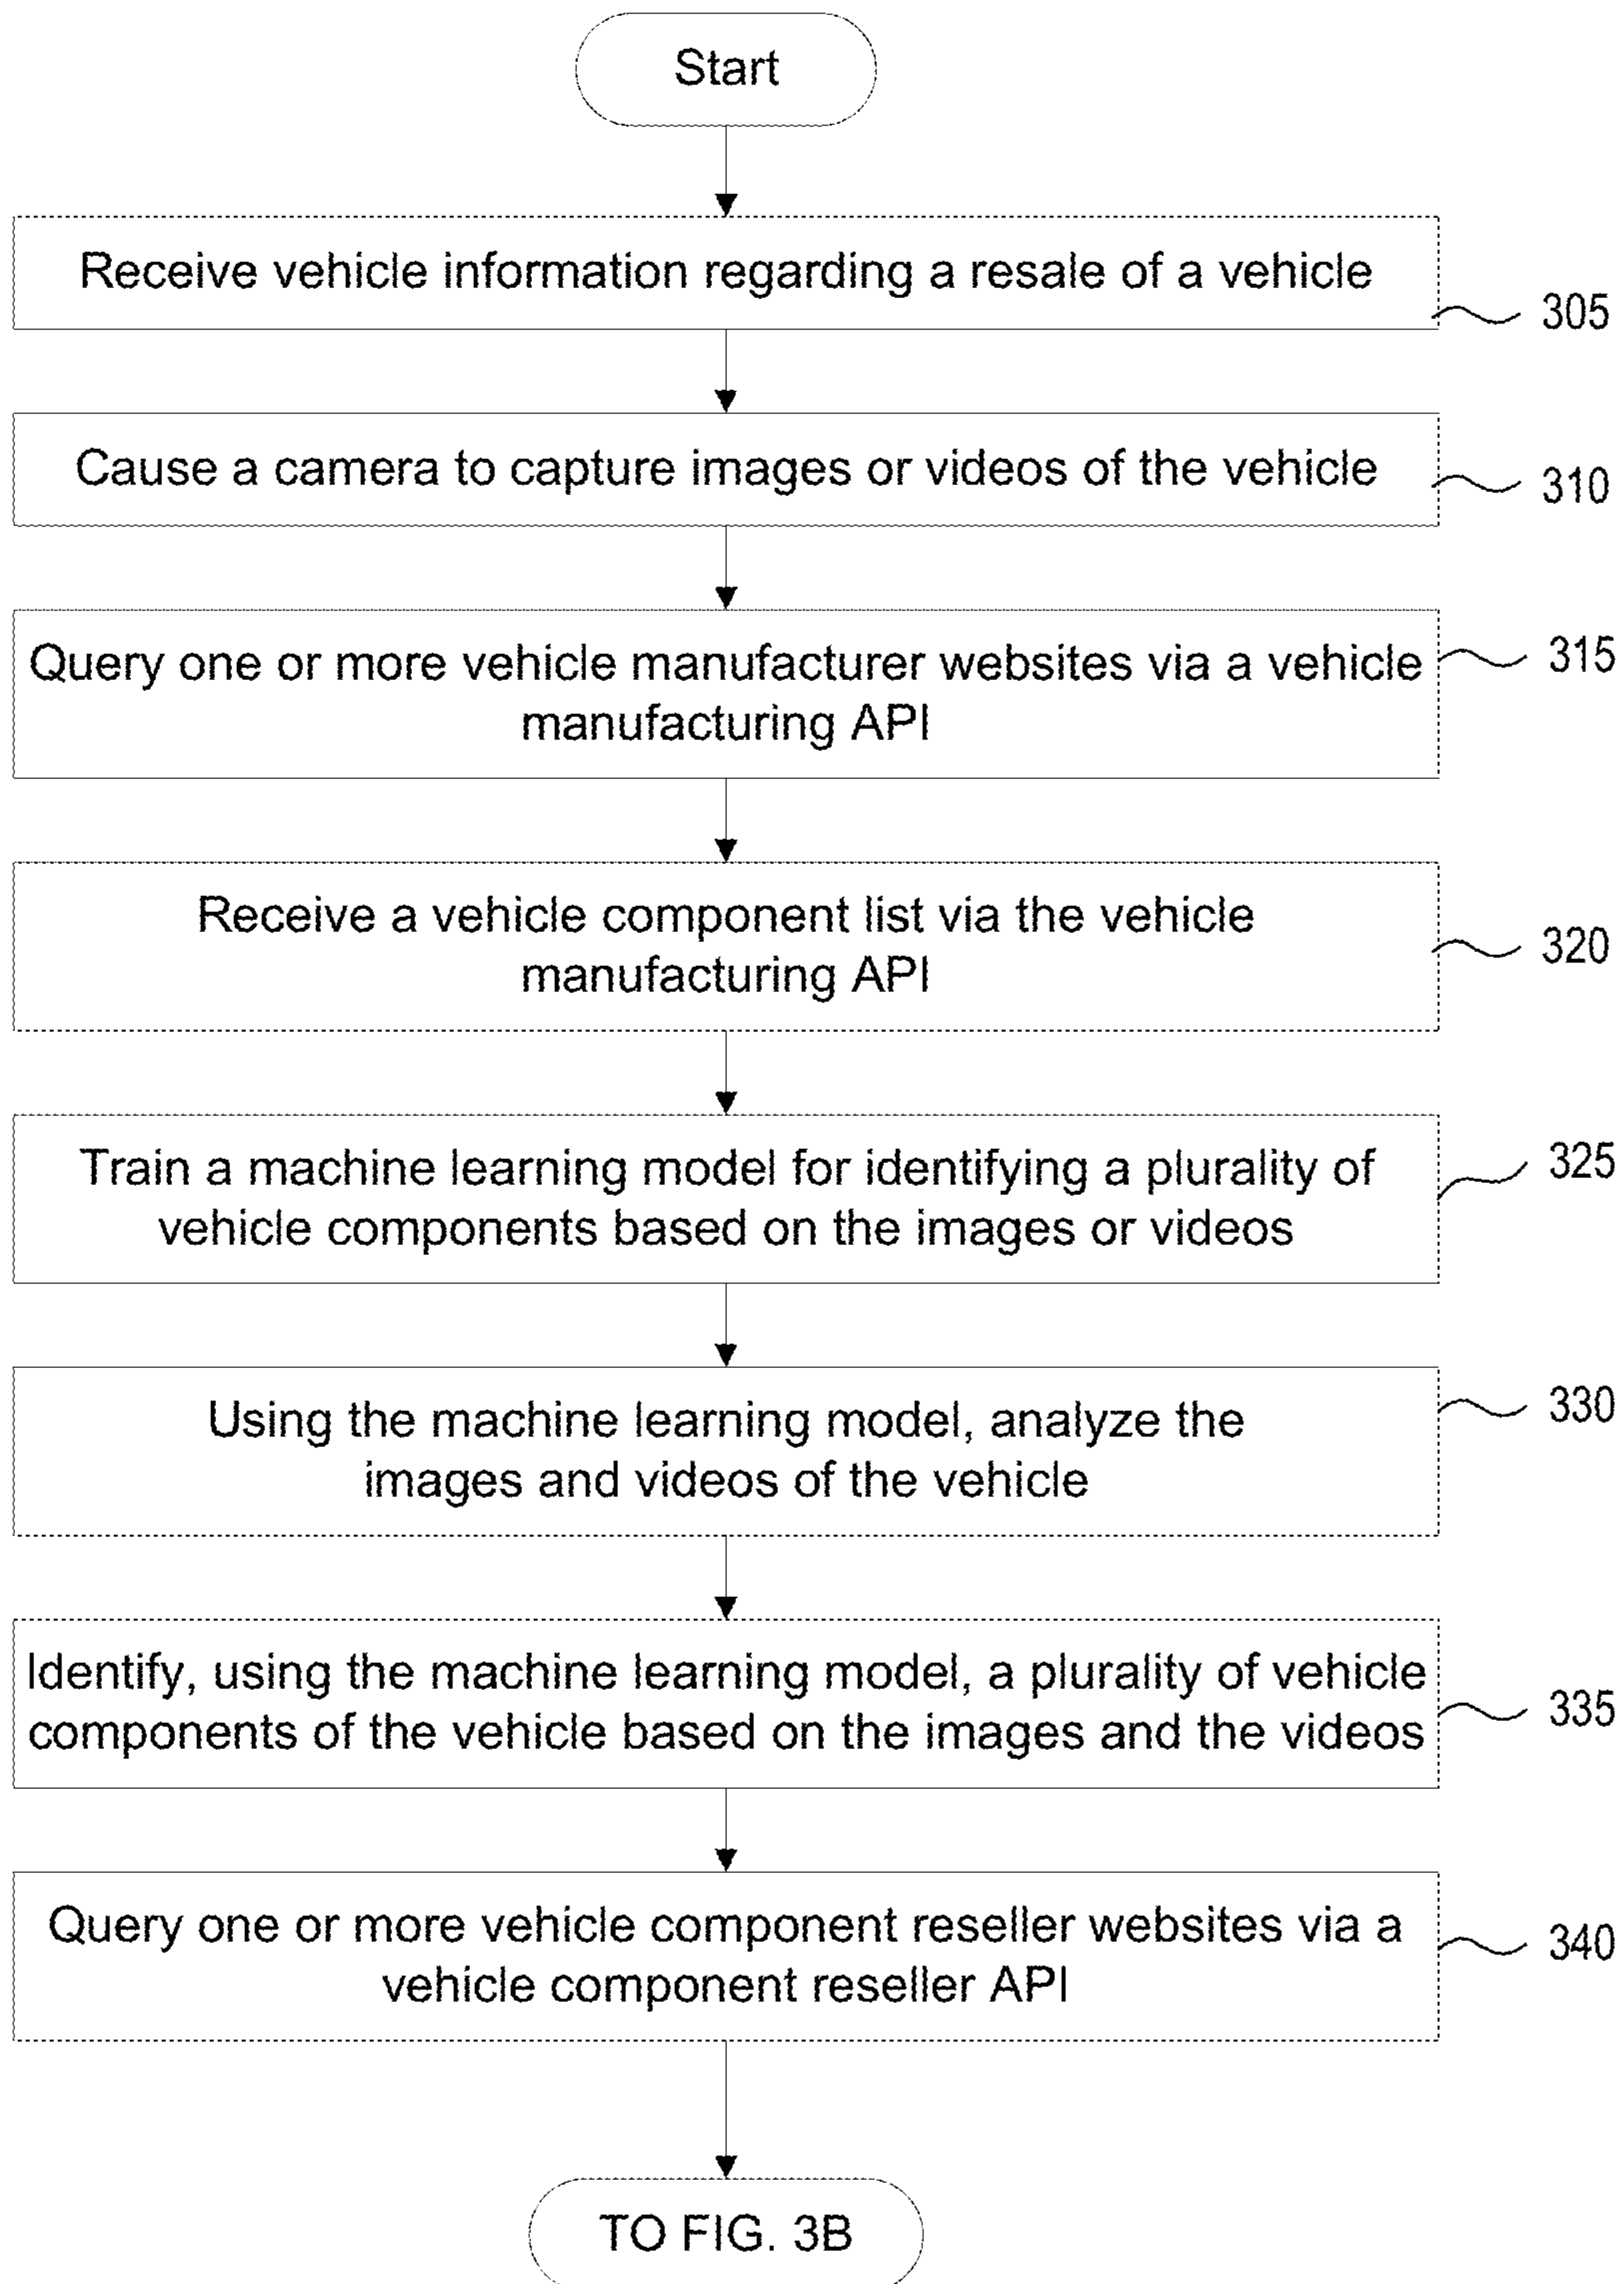 Start
Receive vehicle information regarding a resale of a vehicle
305
Cause a camera to capture images or videos of the vehicle
310
Query one or more vehicle manufacturer websites via a vehicle
manufacturing API
315
Receive a vehicle component list via the vehicle
manufacturing API
320
Train a machine learning model for identifying a plurality of
vehicle components based on the images or videos
325
Using the machine learning model, analyze the
images and videos of the vehicle
330
Identify, using the machine learning model, a plurality of vehicle
components of the vehicle based on the images and the videos
335
Query one or more vehicle component reseller websites via a
vehicle component reseller API
340
TO FIG. 3B